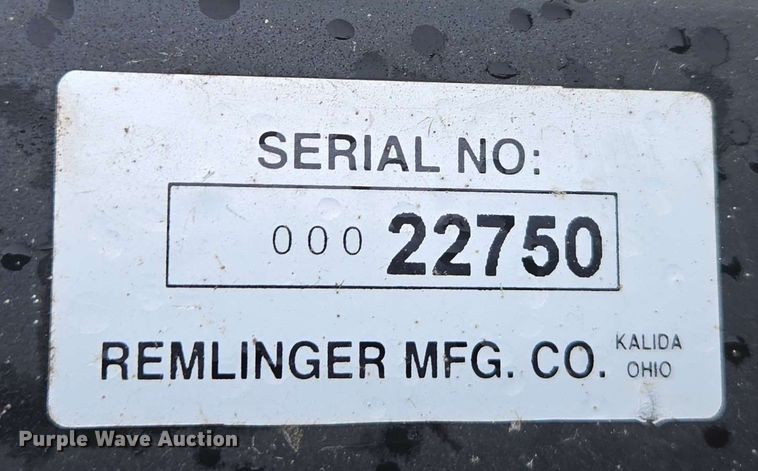 SERIAL NO:
000 22750
REMLINGER MFG. CO. KALIDA OHIO
Purple Wave Auction